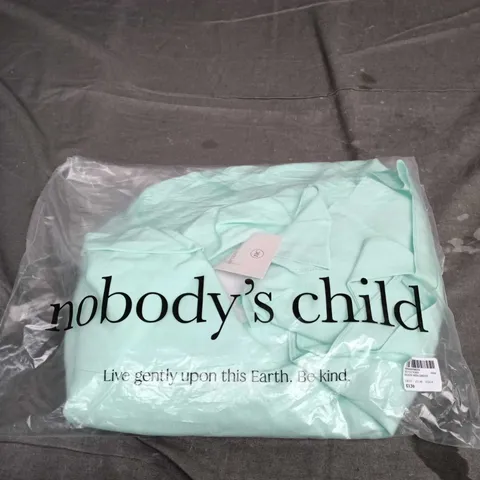 nobody's child
Live gently upon this Earth. Be kind.